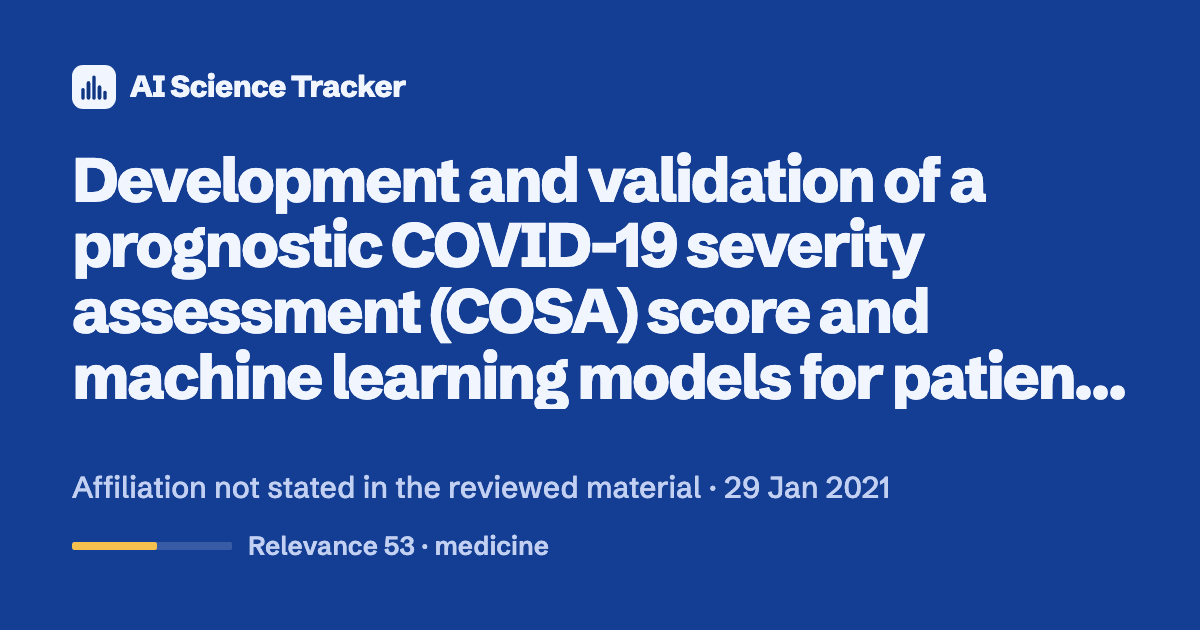 AI Science Tracker
Development and validation of a
prognostic COVID-19 severity
assessment (COSA) score and
machine learning models for patien...
Affiliation not stated in the reviewed material · 29 Jan 2021
Relevance 53 · medicine